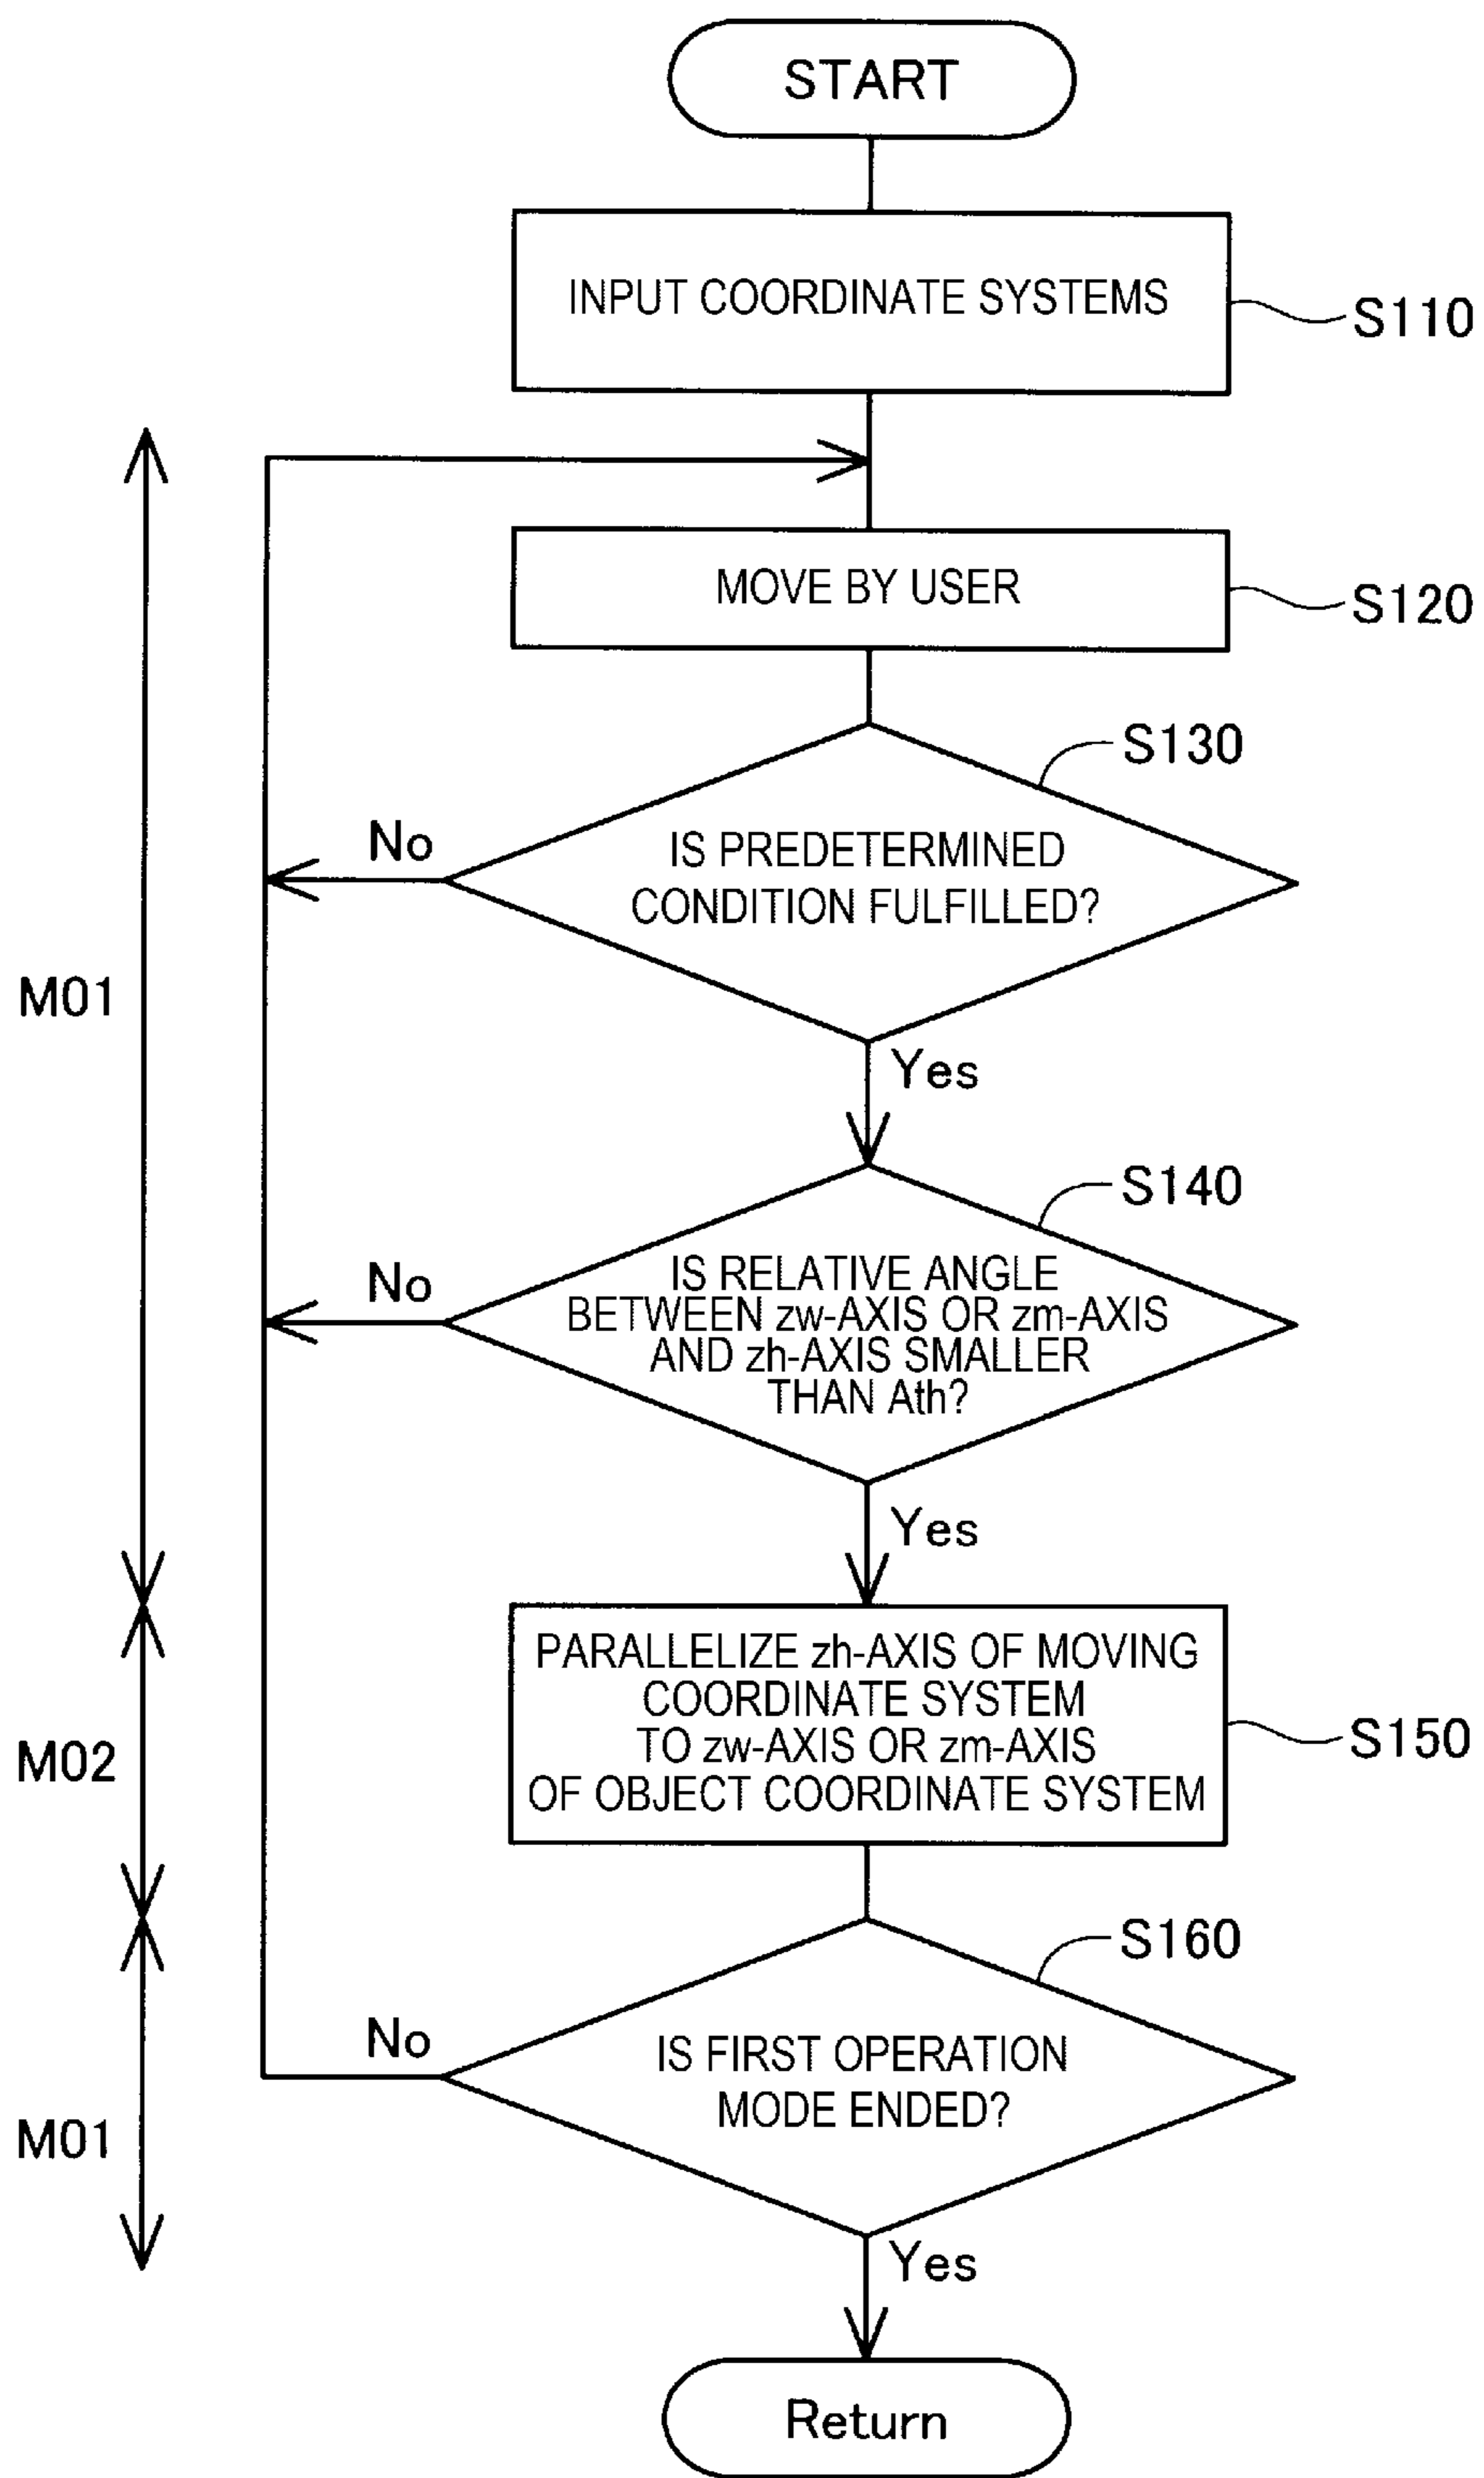 START
INPUT COORDINATE SYSTEMS
S110
MOVE BY USER
S120
S130
No
IS PREDETERMINED
CONDITION FULFILLED?
M01
Yes
S140
No
IS RELATIVE ANGLE
BETWEEN zw-AXIS OR zm-AXIS
AND zh-AXIS SMALLER
THAN Ath?
Yes
PARALLELIZE zh-AXIS OF MOVING
COORDINATE SYSTEM
TO zw-AXIS OR zm-AXIS
OF OBJECT COORDINATE SYSTEM
S150
M02
S160
No
IS FIRST OPERATION
MODE ENDED?
M01
Yes
Return